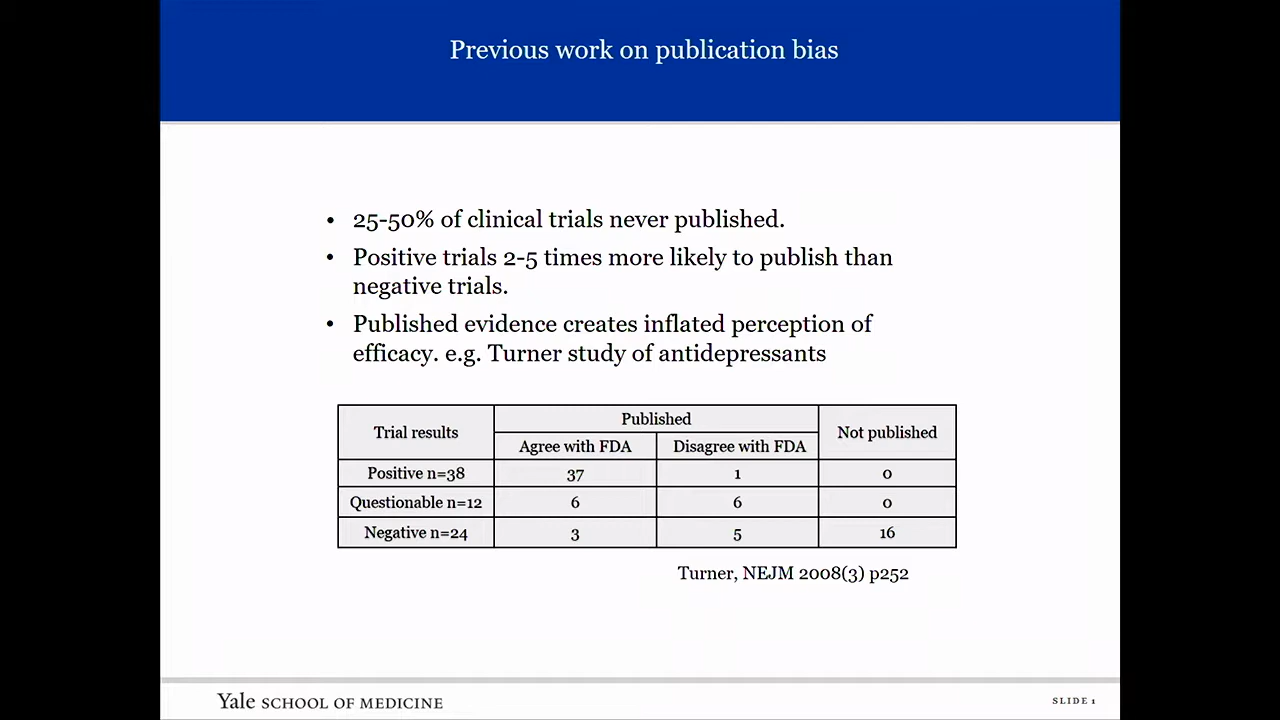 Previous work on publication bias
• 25-50% of clinical trials never published.
• Positive trials 2-5 times more likely to publish than
negative trials.
• Published evidence creates inflated perception of
efficacy. e.g. Turner study of antidepressants
Trial results Published Not published
Agree with FDA Disagree with FDA
Positive n=38 37 1 0
Questionable n=12 6 6 0
Negative n=24 3 5 16
Turner, NEJM 2008(3) p252
Yale SCHOOL OF MEDICINE
SLIDE 1